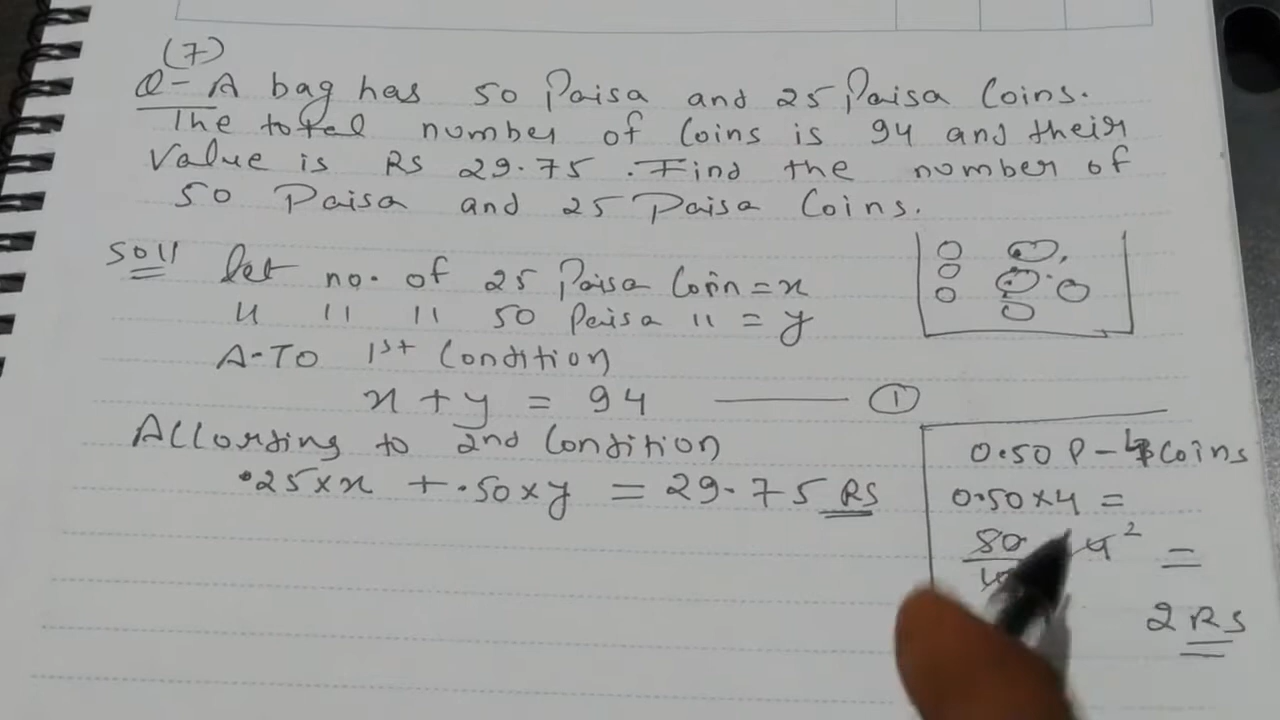 (7)
Q- A bag has 50 Paisa and 25 Paisa Coins.
The total number of Coins is 94 and their
Value is RS 29.75. Find the number of
50 Paisa and 25 Paisa Coins.
Soll let no. of 25 Paisa Coin = x
" " " 50 Paisa " = y
A-TO 1st Condition
x + y = 94 ——— ①
According to 2nd Condition
.25×x + .50×y = 29.75 RS
0.50 P - 4 Coins
0.50×4 =
50 4 2 =
2 RS